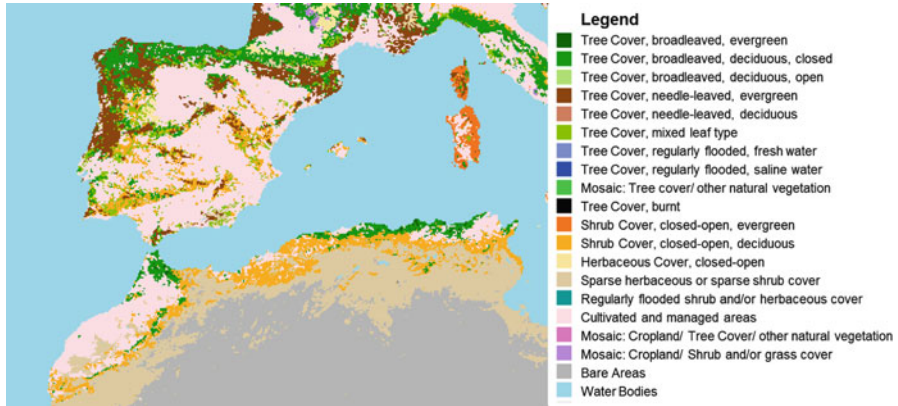 Legend
Tree Cover, broadleaved, evergreen
Tree Cover, broadleaved, deciduous, closed
Tree Cover, broadleaved, deciduous, open
Tree Cover, needle-leaved, evergreen
Tree Cover, needle-leaved, deciduous
Tree Cover, mixed leaf type
Tree Cover, regularly flooded, fresh water
Tree Cover, regularly flooded, saline water
Mosaic: Tree cover/ other natural vegetation
Tree Cover, burnt
Shrub Cover, closed-open, evergreen
Shrub Cover, closed-open, deciduous
Herbaceous Cover, closed-open
Sparse herbaceous or sparse shrub cover
Regularly flooded shrub and/or herbaceous cover
Cultivated and managed areas
Mosaic: Cropland/ Tree Cover/ other natural vegetation
Mosaic: Cropland/ Shrub and/or grass cover
Bare Areas
Water Bodies